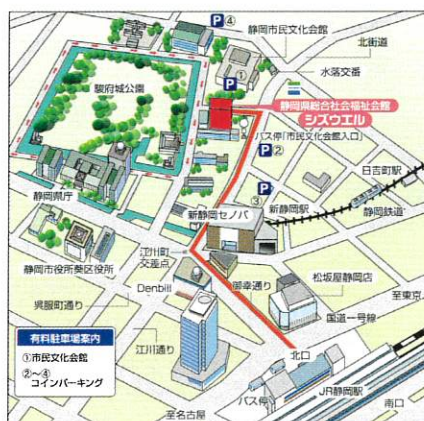 P④
静岡市民文化会館
北街道
P①
水落交番
駿府城公園
静岡県総合社会福祉会館
シズウエル
バス停「市民文化会館入口」
P②
日吉町駅
P③
静岡県庁
新静岡セノバ
新静岡駅
静岡鉄道
江川町
交差点
静岡市役所葵区役所
御幸通り
松坂屋静岡店
Denbill
至東京
呉服町通り
国道一号線
有料駐車場案内
①市民文化会館
②〜④
コインパーキング
江川通り
北口
バス停
JR静岡駅
南口
至名古屋